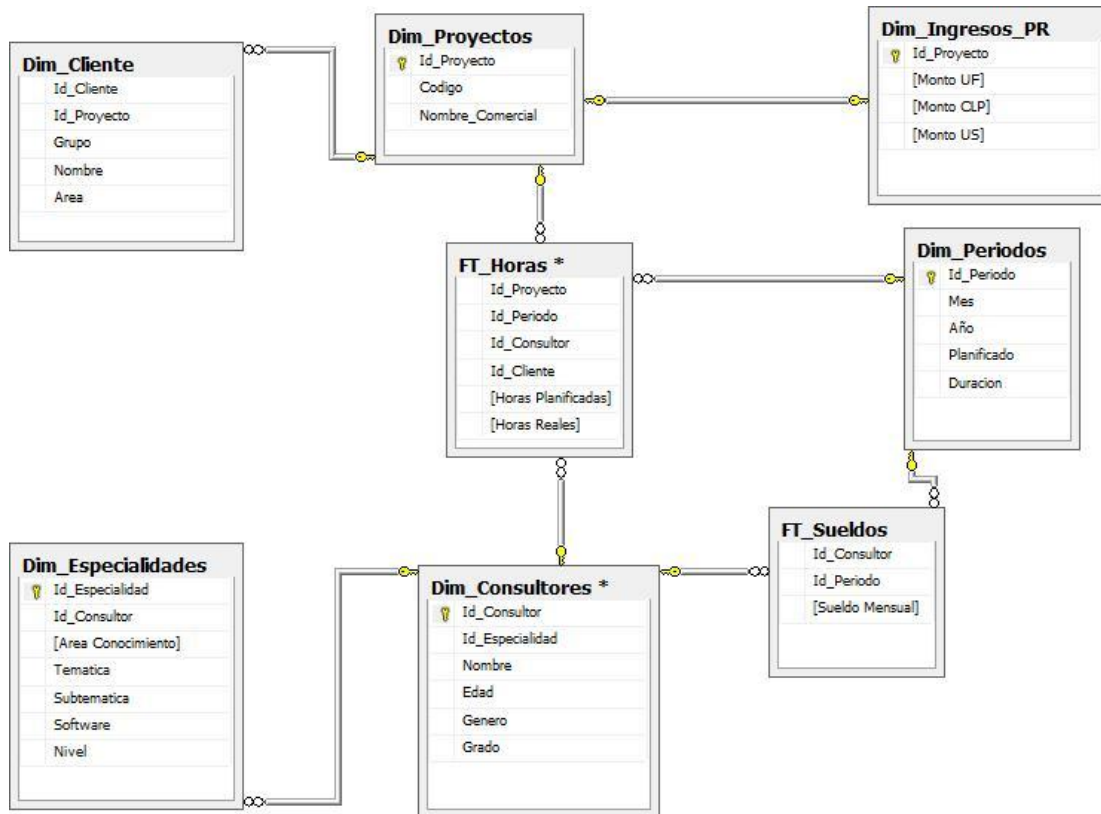 Dim_Cliente
Id_Cliente
Id_Proyecto
Grupo
Nombre
Area
Dim_Proyectos
Id_Proyecto
Codigo
Nombre_Comercial
Dim_Ingresos_PR
Id_Proyecto
[Monto UF]
[Monto CLP]
[Monto US]
FT_Horas *
Id_Proyecto
Id_Periodo
Id_Consultor
Id_Cliente
[Horas Planificadas]
[Horas Reales]
Dim_Periodos
Id_Periodo
Mes
Año
Planificado
Duracion
Dim_Especialidades
Id_Especialidad
Id_Consultor
[Area Conocimiento]
Tematica
Subtematica
Software
Nivel
Dim_Consultores *
Id_Consultor
Id_Especialidad
Nombre
Edad
Genero
Grado
FT_Sueldos
Id_Consultor
Id_Periodo
[Sueldo Mensual]